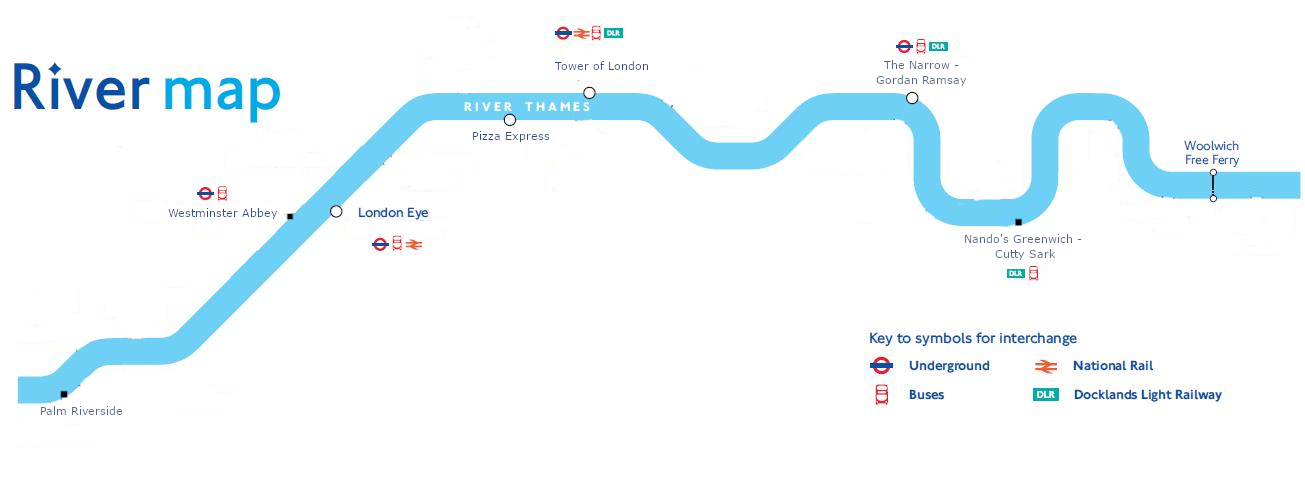 River map
DLR
Tower of London
RIVER THAMES
Pizza Express
The Narrow -
Gordan Ramsay
DLR
Woolwich
Free Ferry
Westminster Abbey
London Eye
Nando's Greenwich -
Cutty Sark
DLR
Palm Riverside
Key to symbols for interchange
Underground
National Rail
Buses
DLR Docklands Light Railway